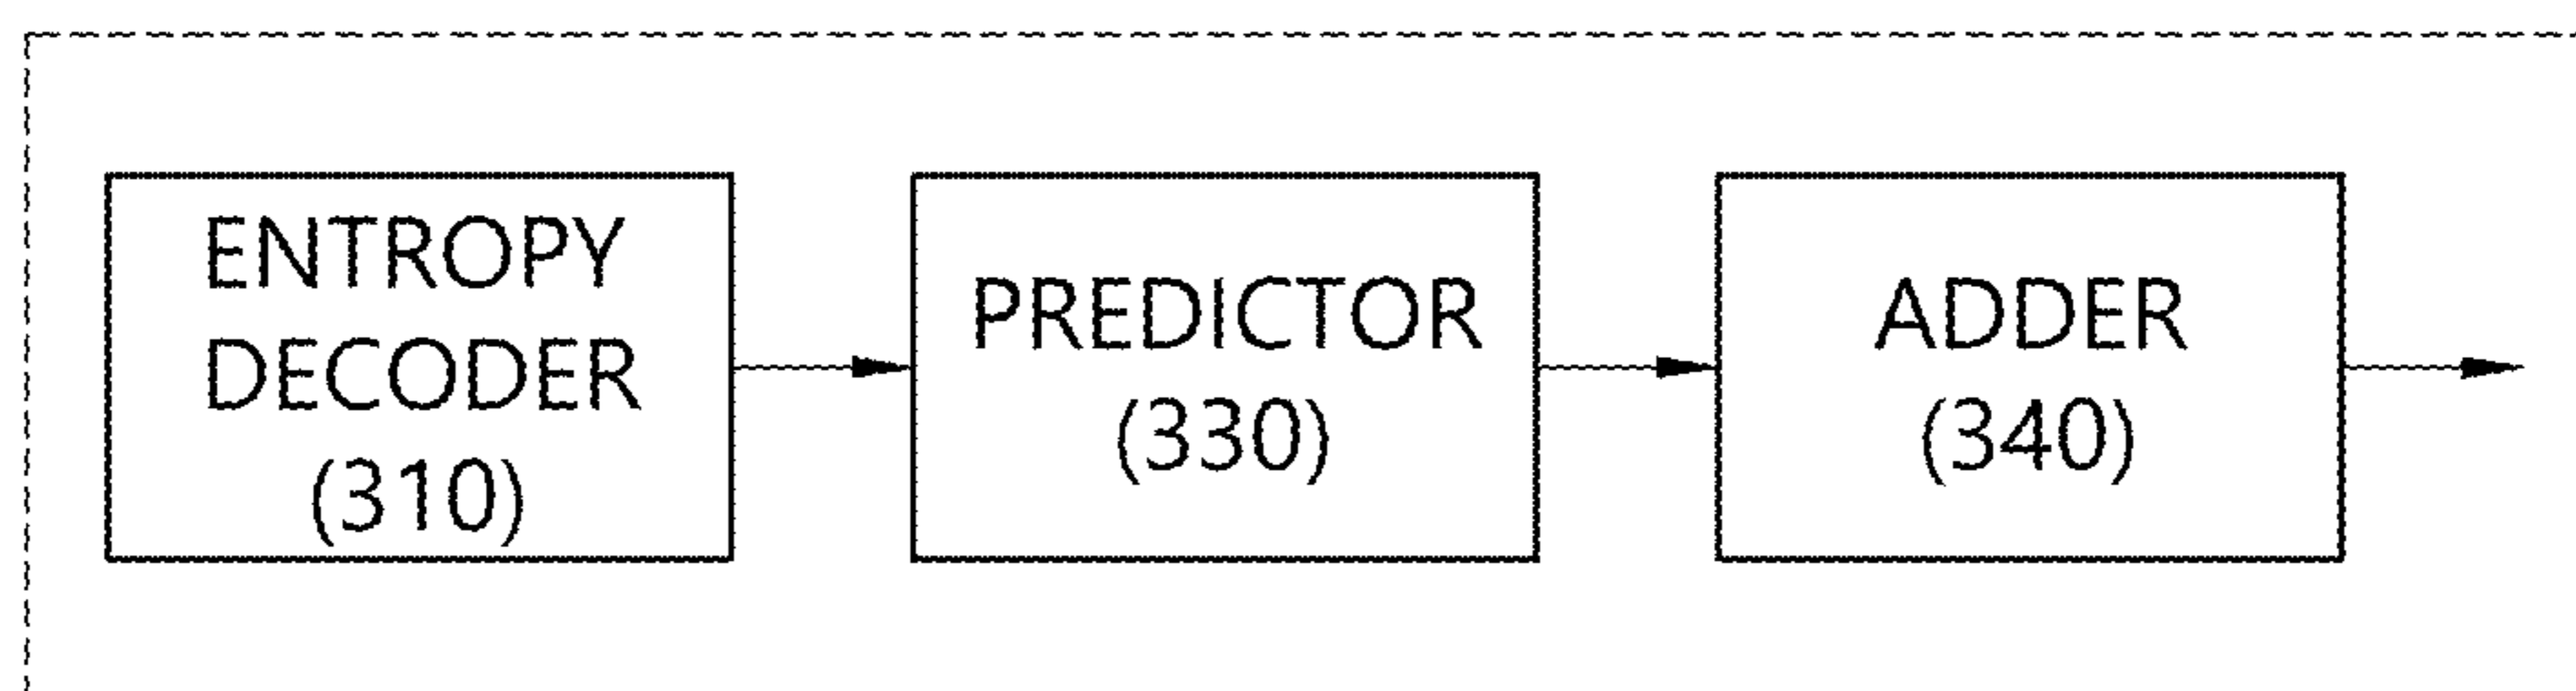 ENTROPY
DECODER
(310)
PREDICTOR
(330)
ADDER
(340)